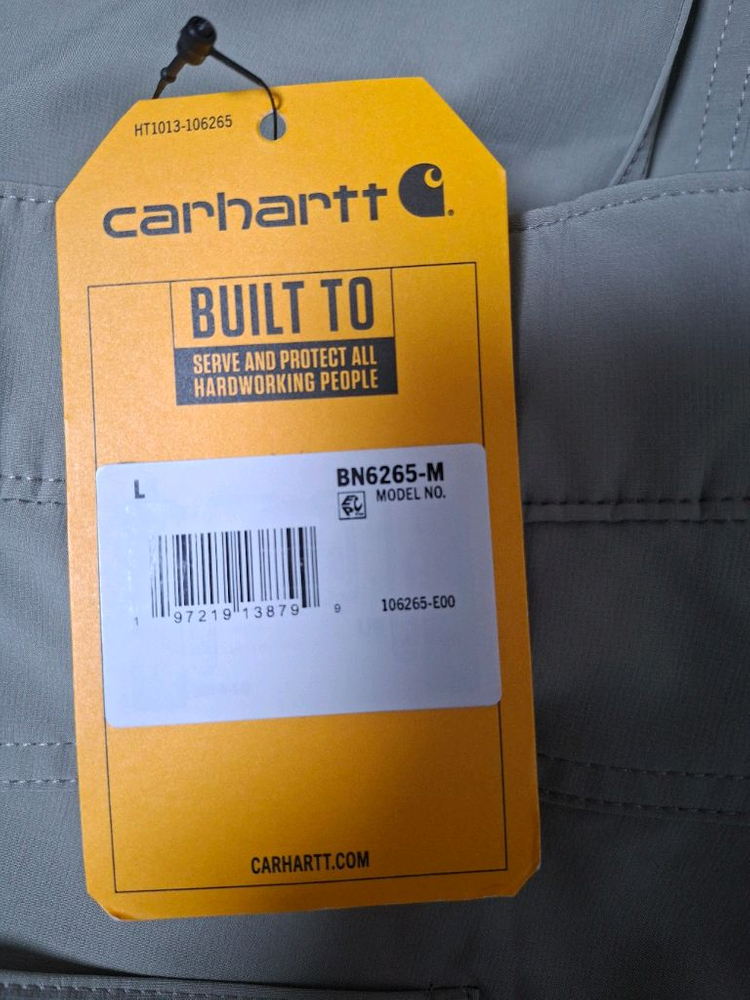 HT1013-106265
carhartt
BUILT TO
SERVE AND PROTECT ALL
HARDWORKING PEOPLE
L
BN6265-M
MODEL NO.
1 97219 13879 9
106265-E00
CARHARTT.COM